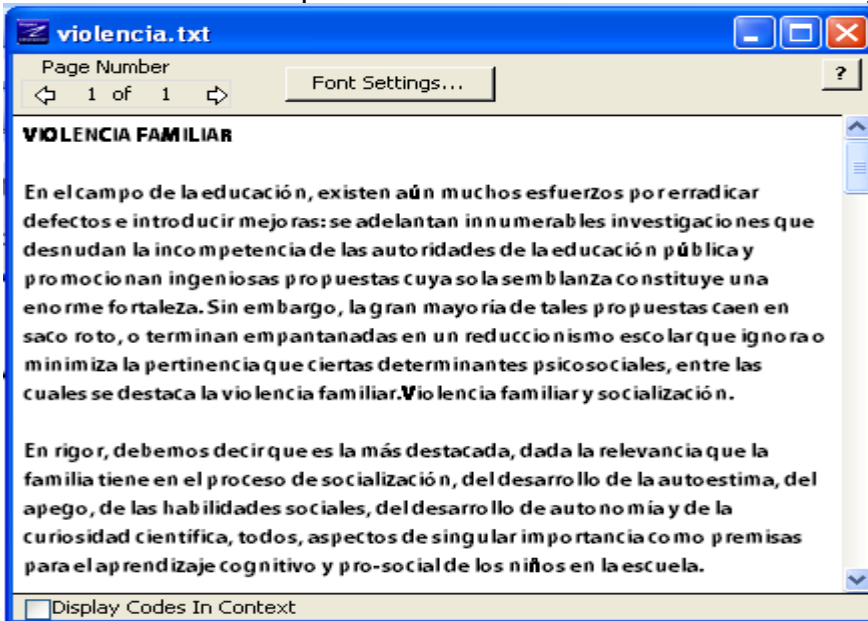 violencia.txt
Page Number
1 of 1
Font Settings...
?
VIOLENCIA FAMILIAR
En el campo de la educación, existen aún muchos esfuerzos por erradicar
defectos e introducir mejoras: se adelantan innumerables investigaciones que
desnudan la incompetencia de las autoridades de la educación pública y
promocionan ingeniosas propuestas cuya sola semblanza constituye una
enorme fortaleza. Sin embargo, la gran mayoría de tales propuestas caen en
saco roto, o terminan empantanadas en un reduccionismo escolar que ignora o
minimiza la pertinencia que ciertas determinantes psicosociales, entre las
cuales se destaca la violencia familiar.Violencia familiar y socialización.
En rigor, debemos decir que es la más destacada, dada la relevancia que la
familia tiene en el proceso de socialización, del desarrollo de la autoestima, del
apego, de las habilidades sociales, del desarrollo de autonomía y de la
curiosidad científica, todos, aspectos de singular importancia como premisas
para el aprendizaje cognitivo y pro-social de los niños en la escuela.
Display Codes In Context